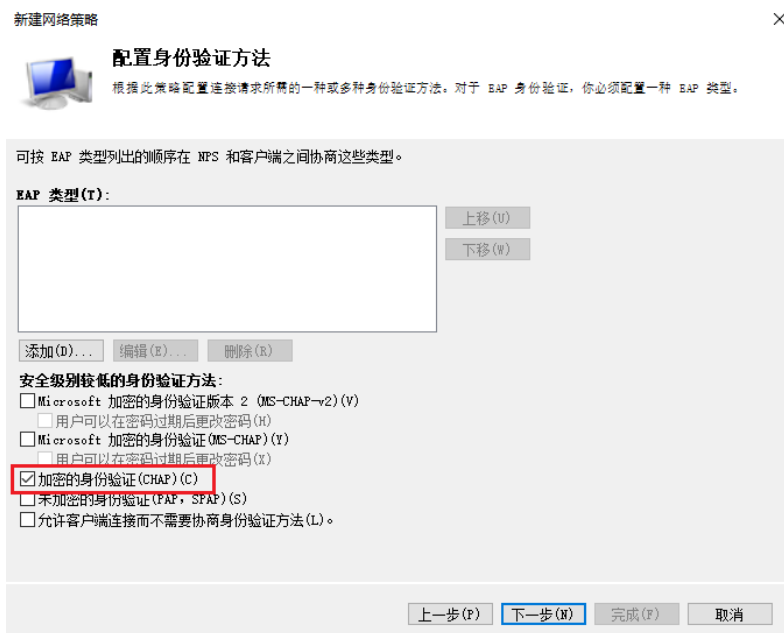 新建网络策略
配置身份验证方法
根据此策略配置连接请求所需的一种或多种身份验证方法。对于 EAP 身份验证，你必须配置一种 EAP 类型。
可按 EAP 类型列出的顺序在 NPS 和客户端之间协商这些类型。
EAP 类型(T):
上移(U)
下移(W)
添加(D)... 编辑(E)... 删除(R)
安全级别较低的身份验证方法:
Microsoft 加密的身份验证版本 2 (MS-CHAP-v2)(V)
用户可以在密码过期后更改密码(H)
Microsoft 加密的身份验证(MS-CHAP)(Y)
用户可以在密码过期后更改密码(X)
加密的身份验证(CHAP)(C)
未加密的身份验证(PAP, SPAP)(S)
允许客户端连接而不需要协商身份验证方法(L)。
上一步(P) 下一步(N) 完成(F) 取消